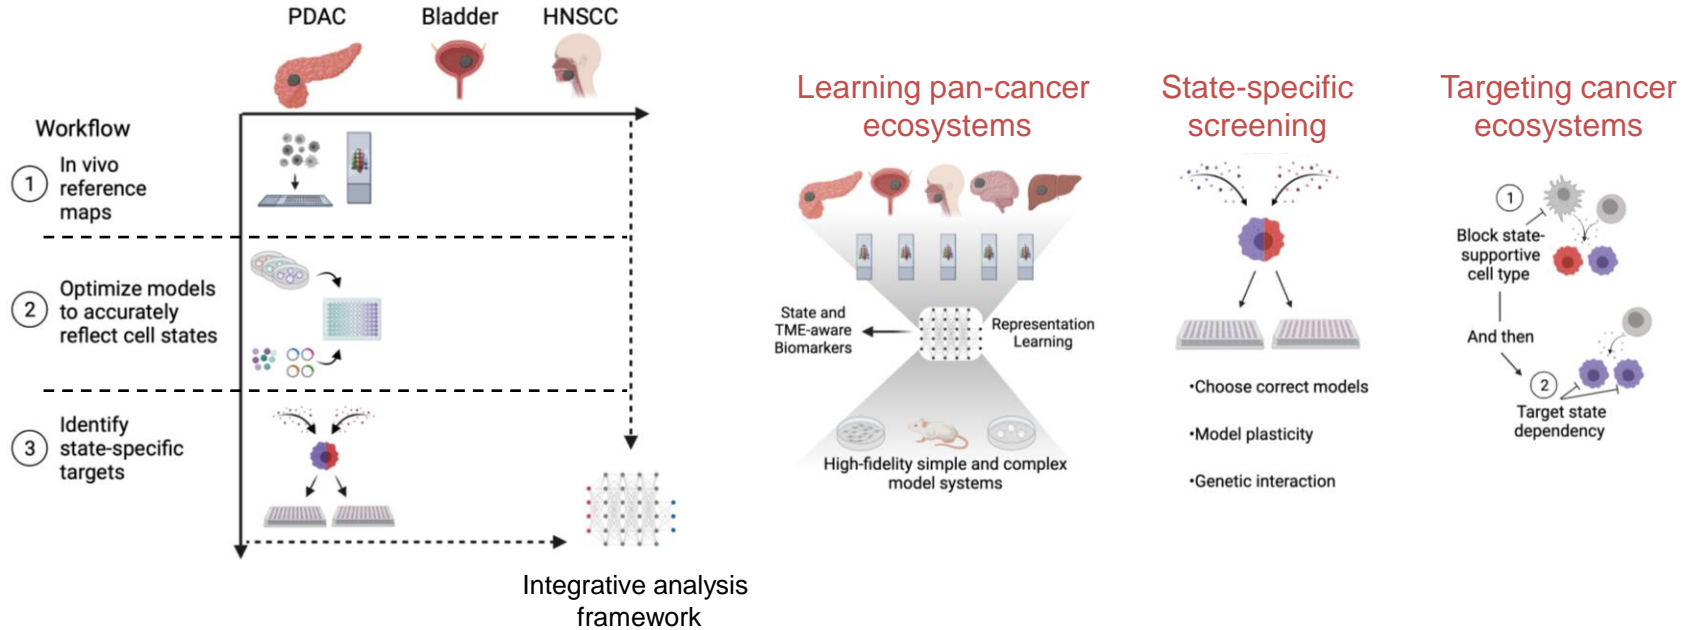 PDAC
Bladder
HNSCC
Workflow
1
In vivo
reference
maps
2
Optimize models
to accurately
reflect cell states
3
Identify
state-specific
targets
Integrative analysis
framework
Learning pan-cancer
ecosystems
State and
TME-aware
Biomarkers
Representation
Learning
High-fidelity simple and complex
model systems
State-specific
screening
•Choose correct models
•Model plasticity
•Genetic interaction
Targeting cancer
ecosystems
1
Block state-
supportive
cell type
And then
2
Target state
dependency